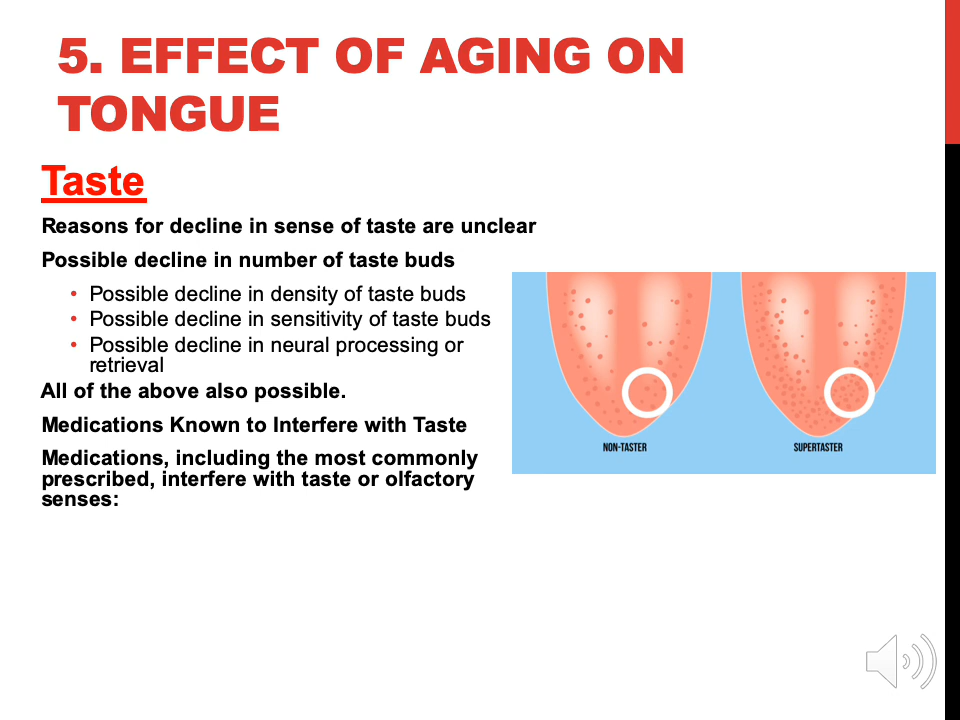 5. EFFECT OF AGING ON
TONGUE
Taste
Reasons for decline in sense of taste are unclear
Possible decline in number of taste buds
• Possible decline in density of taste buds
• Possible decline in sensitivity of taste buds
• Possible decline in neural processing or
retrieval
All of the above also possible.
Medications Known to Interfere with Taste
Medications, including the most commonly
prescribed, interfere with taste or olfactory
senses:
NON-TASTER
SUPERTASTER